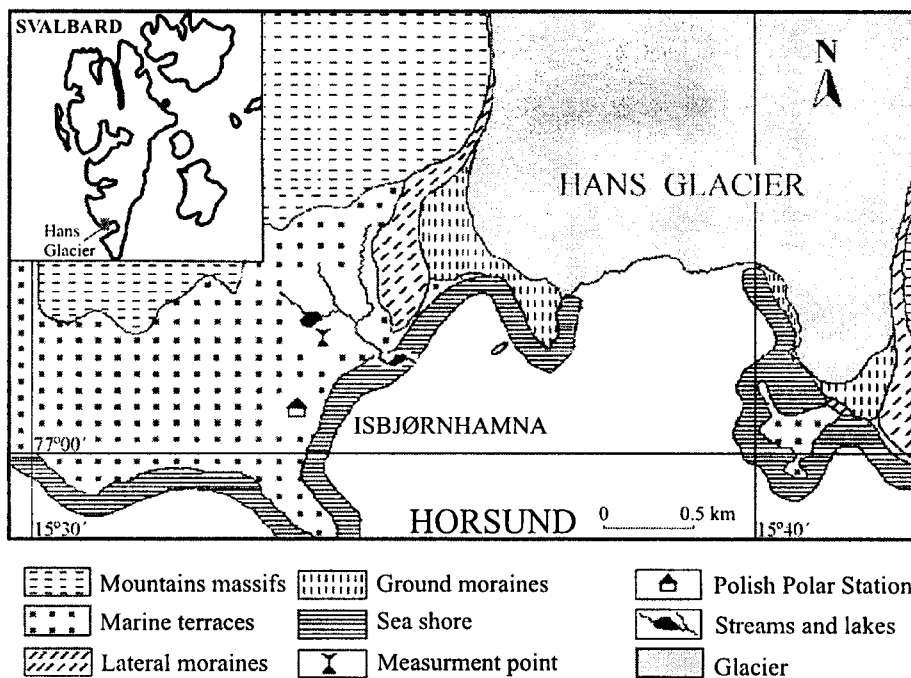 SVALBARD
Hans
Glacier
N
HANS GLACIER
ISBJØRNHAMNA
77°00′
15°30′
HORSUND
0 0.5 km
15°40′
Mountains massifs
Ground moraines
Polish Polar Station
Marine terraces
Sea shore
Streams and lakes
Lateral moraines
Measurment point
Glacier